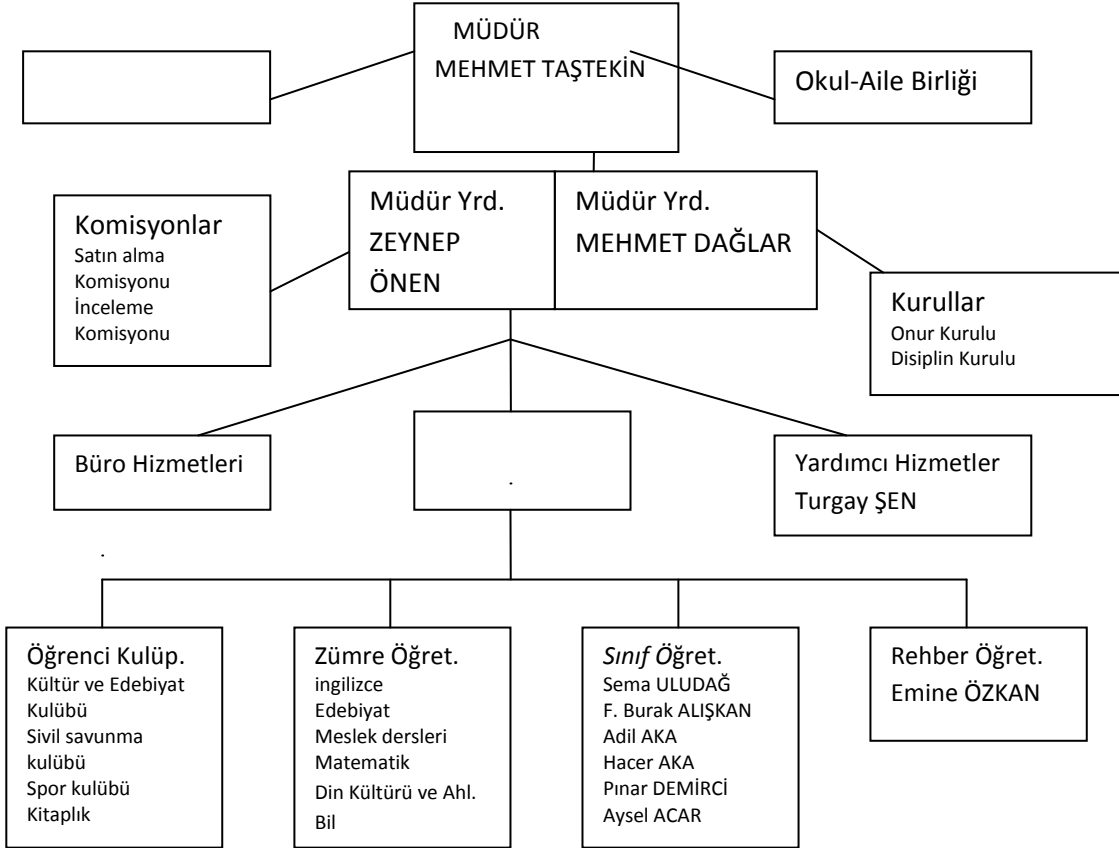 MÜDÜR
MEHMET TAŞTEKİN
Okul-Aile Birliği
Komisyonlar
Satın alma
Komisyonu
İnceleme
Komisyonu
Müdür Yrd.
ZEYNEP
ÖNEN
Müdür Yrd.
MEHMET DAĞLAR
Kurullar
Onur Kurulu
Disiplin Kurulu
Büro Hizmetleri
.
Yardımcı Hizmetler
Turgay ŞEN
.
Öğrenci Kulüp.
Kültür ve Edebiyat
Kulübü
Sivil savunma
kulübü
Spor kulübü
Kitaplık
Zümre Öğret.
ingilizce
Edebiyat
Meslek dersleri
Matematik
Din Kültürü ve Ahl.
Bil
Sınıf Öğret.
Sema ULUDAĞ
F. Burak ALIŞKAN
Adil AKA
Hacer AKA
Pınar DEMİRCİ
Aysel ACAR
Rehber Öğret.
Emine ÖZKAN